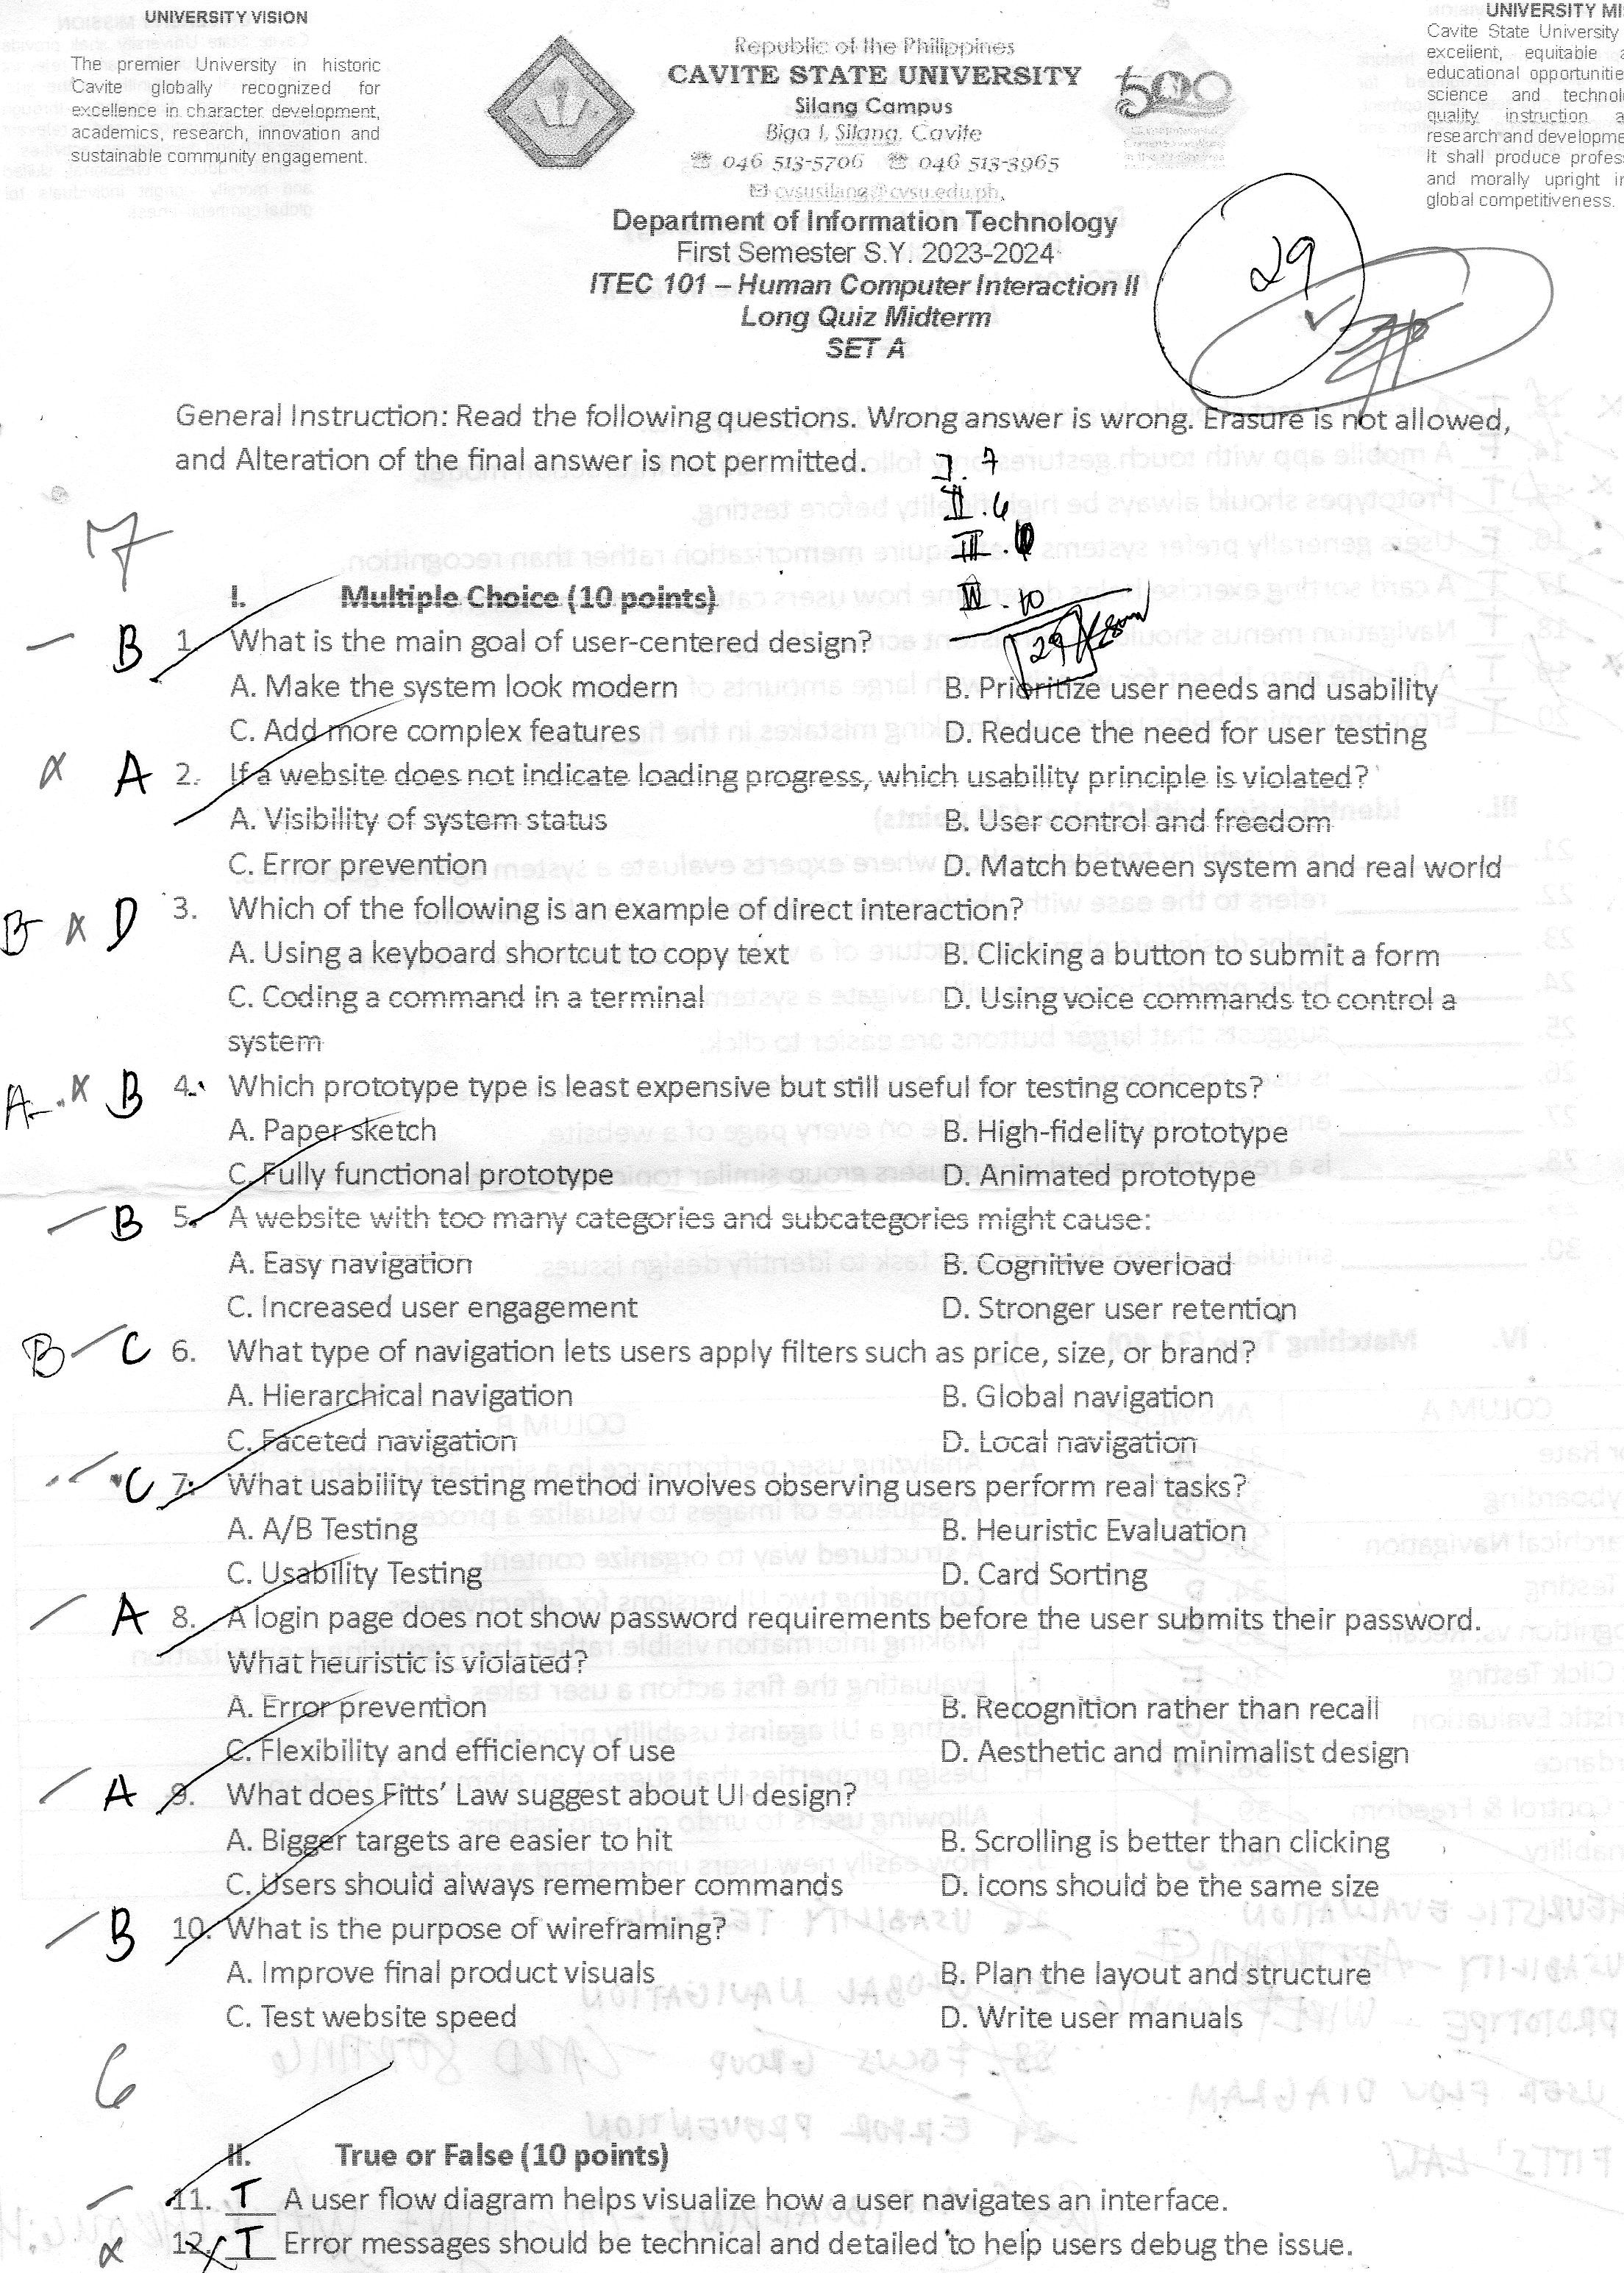 UNIVERSITY VISION
The premier University in historic
Cavite globally recognized for
excellence in character development,
academics, research, innovation and
sustainable community engagement.
Republic of the Philippines
CAVITE STATE UNIVERSITY
Silang Campus
Biga I, Silang, Cavite
☏ 046 513-5706 ☏ 046 513-3965
✉ cvsusilang@cvsu.edu.ph.
500
UNIVERSITY MI
Cavite State University
excellent, equitable a
educational opportunitie
science and technol
quality instruction a
research and developme
It shall produce profes
and morally upright in
global competitiveness.
Department of Information Technology
First Semester S.Y. 2023-2024
ITEC 101 – Human Computer Interaction II
Long Quiz Midterm
SET A
29
General Instruction: Read the following questions. Wrong answer is wrong. Erasure is not allowed,
and Alteration of the final answer is not permitted.
I. 7
II. 6
III.
IV. 10
29
7
I. Multiple Choice (10 points)
B 1. What is the main goal of user-centered design?
A. Make the system look modern B. Prioritize user needs and usability
C. Add more complex features D. Reduce the need for user testing
x A 2. If a website does not indicate loading progress, which usability principle is violated?
A. Visibility of system status B. User control and freedom
C. Error prevention D. Match between system and real world
B x D 3. Which of the following is an example of direct interaction?
A. Using a keyboard shortcut to copy text B. Clicking a button to submit a form
C. Coding a command in a terminal D. Using voice commands to control a
system
A x B 4. Which prototype type is least expensive but still useful for testing concepts?
A. Paper sketch B. High-fidelity prototype
C. Fully functional prototype D. Animated prototype
B 5. A website with too many categories and subcategories might cause:
A. Easy navigation B. Cognitive overload
C. Increased user engagement D. Stronger user retention
B C 6. What type of navigation lets users apply filters such as price, size, or brand?
A. Hierarchical navigation B. Global navigation
C. Faceted navigation D. Local navigation
C 7. What usability testing method involves observing users perform real tasks?
A. A/B Testing B. Heuristic Evaluation
C. Usability Testing D. Card Sorting
A 8. A login page does not show password requirements before the user submits their password.
What heuristic is violated?
A. Error prevention B. Recognition rather than recall
C. Flexibility and efficiency of use D. Aesthetic and minimalist design
A 9. What does Fitts' Law suggest about UI design?
A. Bigger targets are easier to hit B. Scrolling is better than clicking
C. Users should always remember commands D. Icons should be the same size
B 10. What is the purpose of wireframing?
A. Improve final product visuals B. Plan the layout and structure
C. Test website speed D. Write user manuals
6
II. True or False (10 points)
11. T A user flow diagram helps visualize how a user navigates an interface.
x 12. T Error messages should be technical and detailed to help users debug the issue.